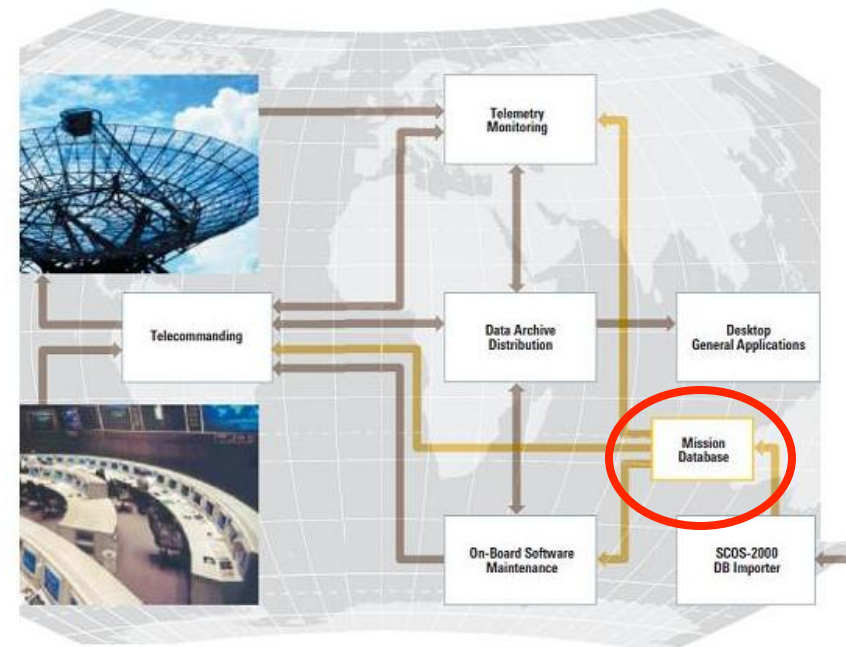 Telemetry
Monitoring
Telecommanding
Data Archive
Distribution
Desktop
General Applications
Mission
Database
On-Board Software
Maintenance
SCOS-2000
DB Importer